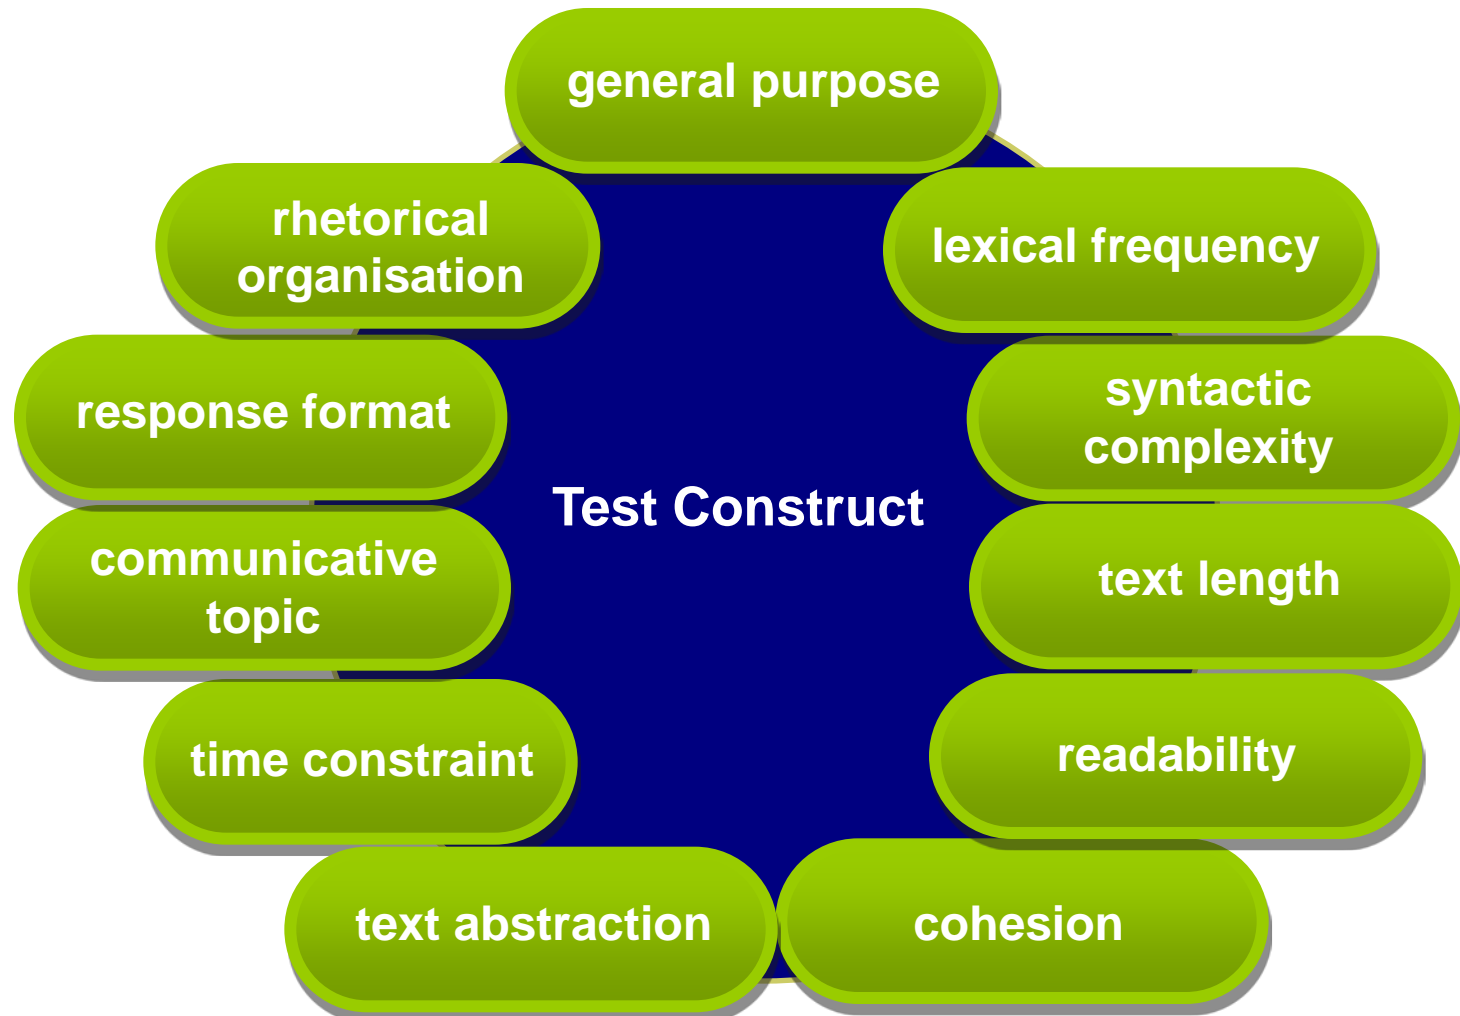 general purpose
rhetorical
organisation
lexical frequency
response format
syntactic
complexity
Test Construct
communicative
topic
text length
time constraint
readability
text abstraction
cohesion